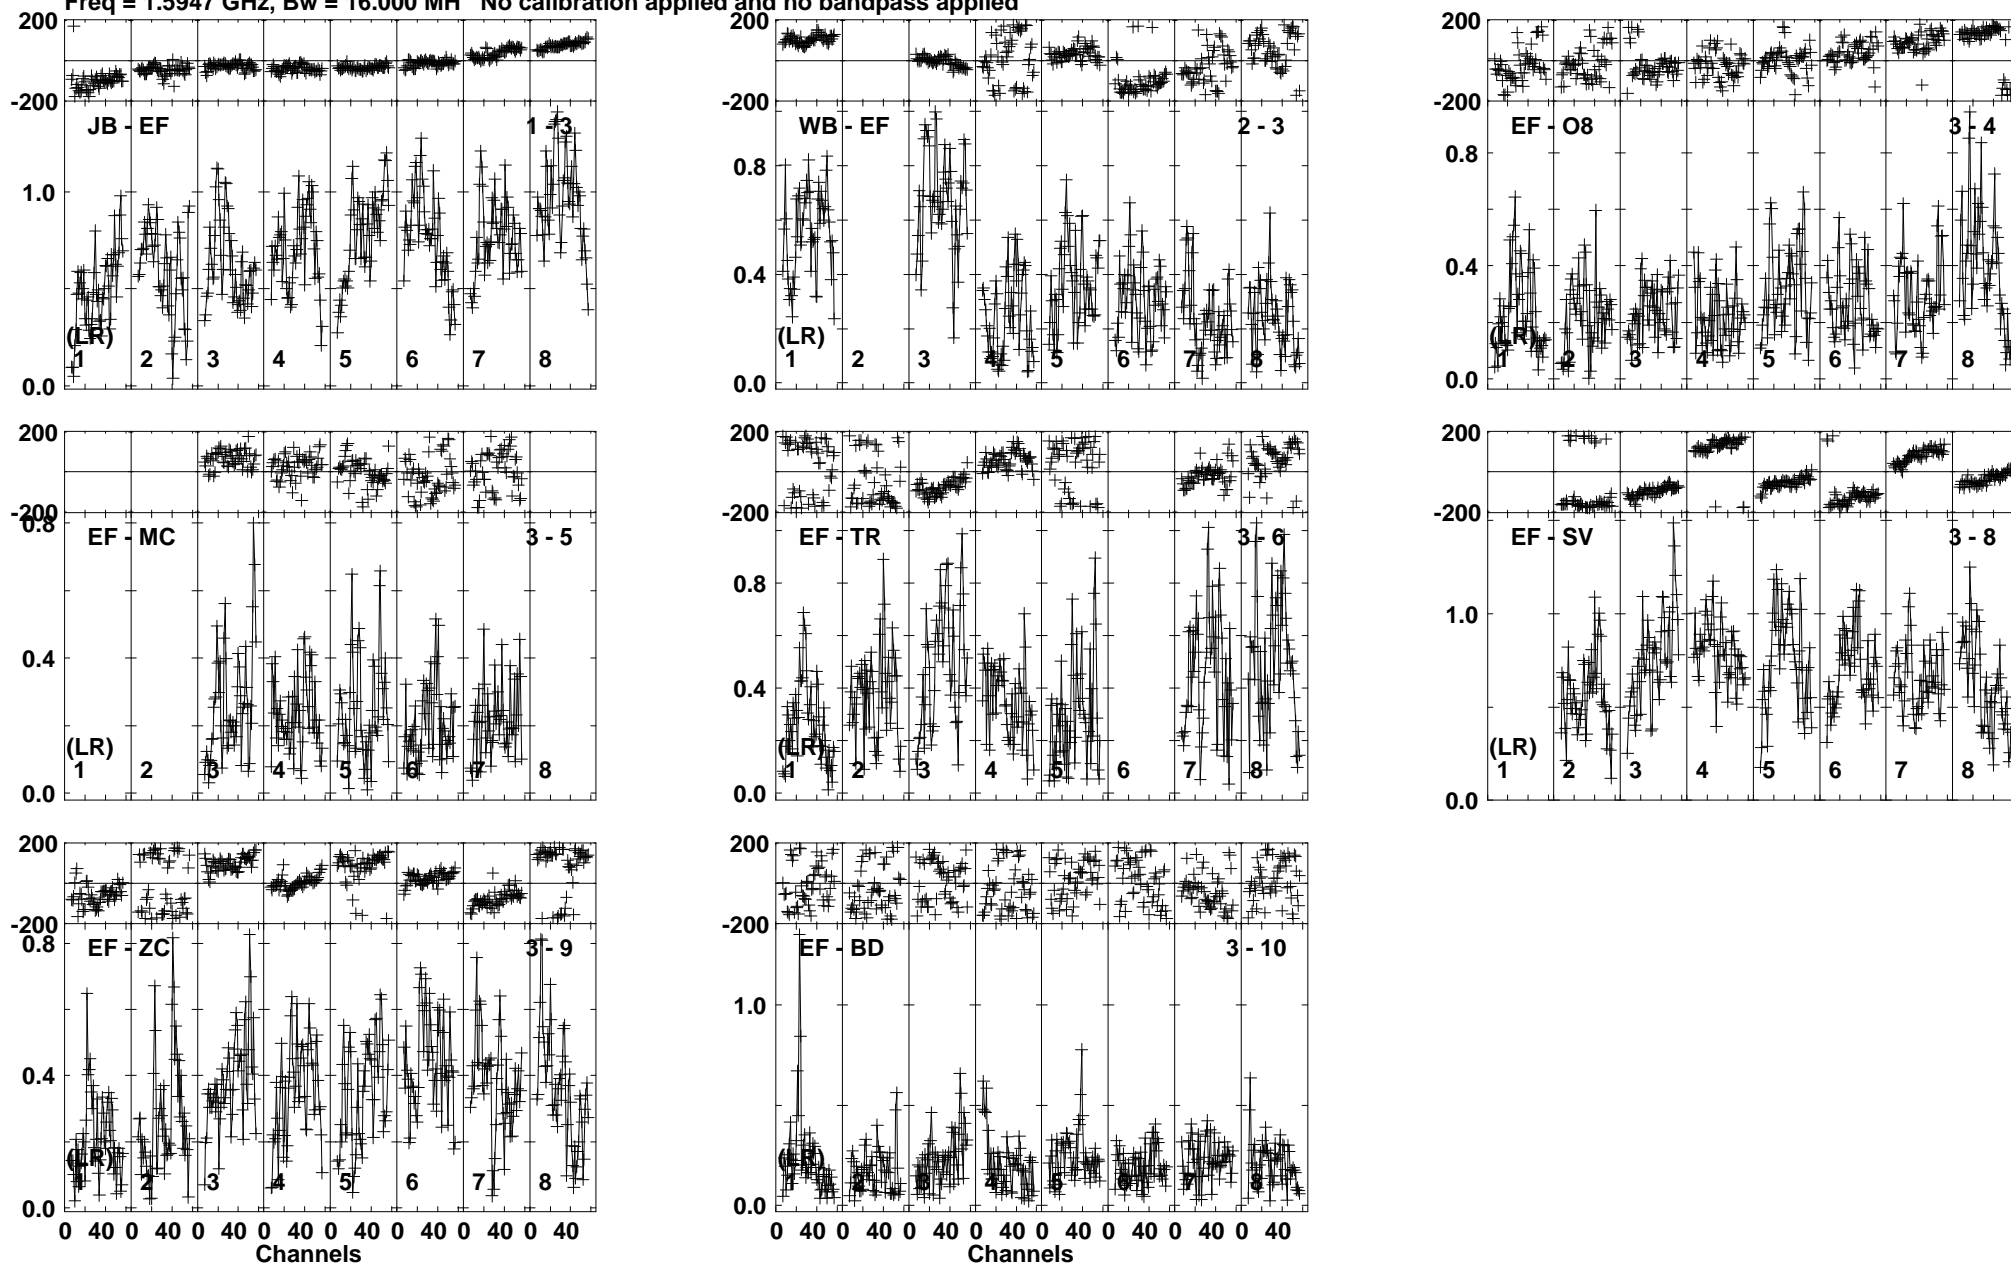 Freq = 1.5947 GHz, Bw = 16.000 MH No calibration applied and no bandpass applied
200
-200
JB - EF
1 - 3
1.0
0.0
(LR)
1 2 3 4 5 6 7 8
WB - EF
2 - 3
200
-200
0.8
0.4
0.0
(LR)
1 2 3 4 5 6 7 8
EF - O8
3 - 4
200
-200
0.8
0.4
0.0
(LR)
1 2 3 4 5 6 7 8
EF - MC
3 - 5
200
-200
0.8
0.4
0.0
(LR)
1 2 3 4 5 6 7 8
EF - TR
3 - 6
200
-200
0.8
0.4
0.0
(LR)
1 2 3 4 5 6 7 8
EF - SV
3 - 8
200
-200
1.0
0.0
(LR)
1 2 3 4 5 6 7 8
EF - ZC
3 - 9
200
-200
0.8
0.4
0.0
(LR)
1 2 3 4 5 6 7 8
0 40 0 40 0 40 0 40 0 40 0 40 0 40 0 40
Channels
EF - BD
3 - 10
200
-200
1.0
0.0
(LR)
1 2 3 4 5 6 7 8
0 40 0 40 0 40 0 40 0 40 0 40 0 40 0 40
Channels